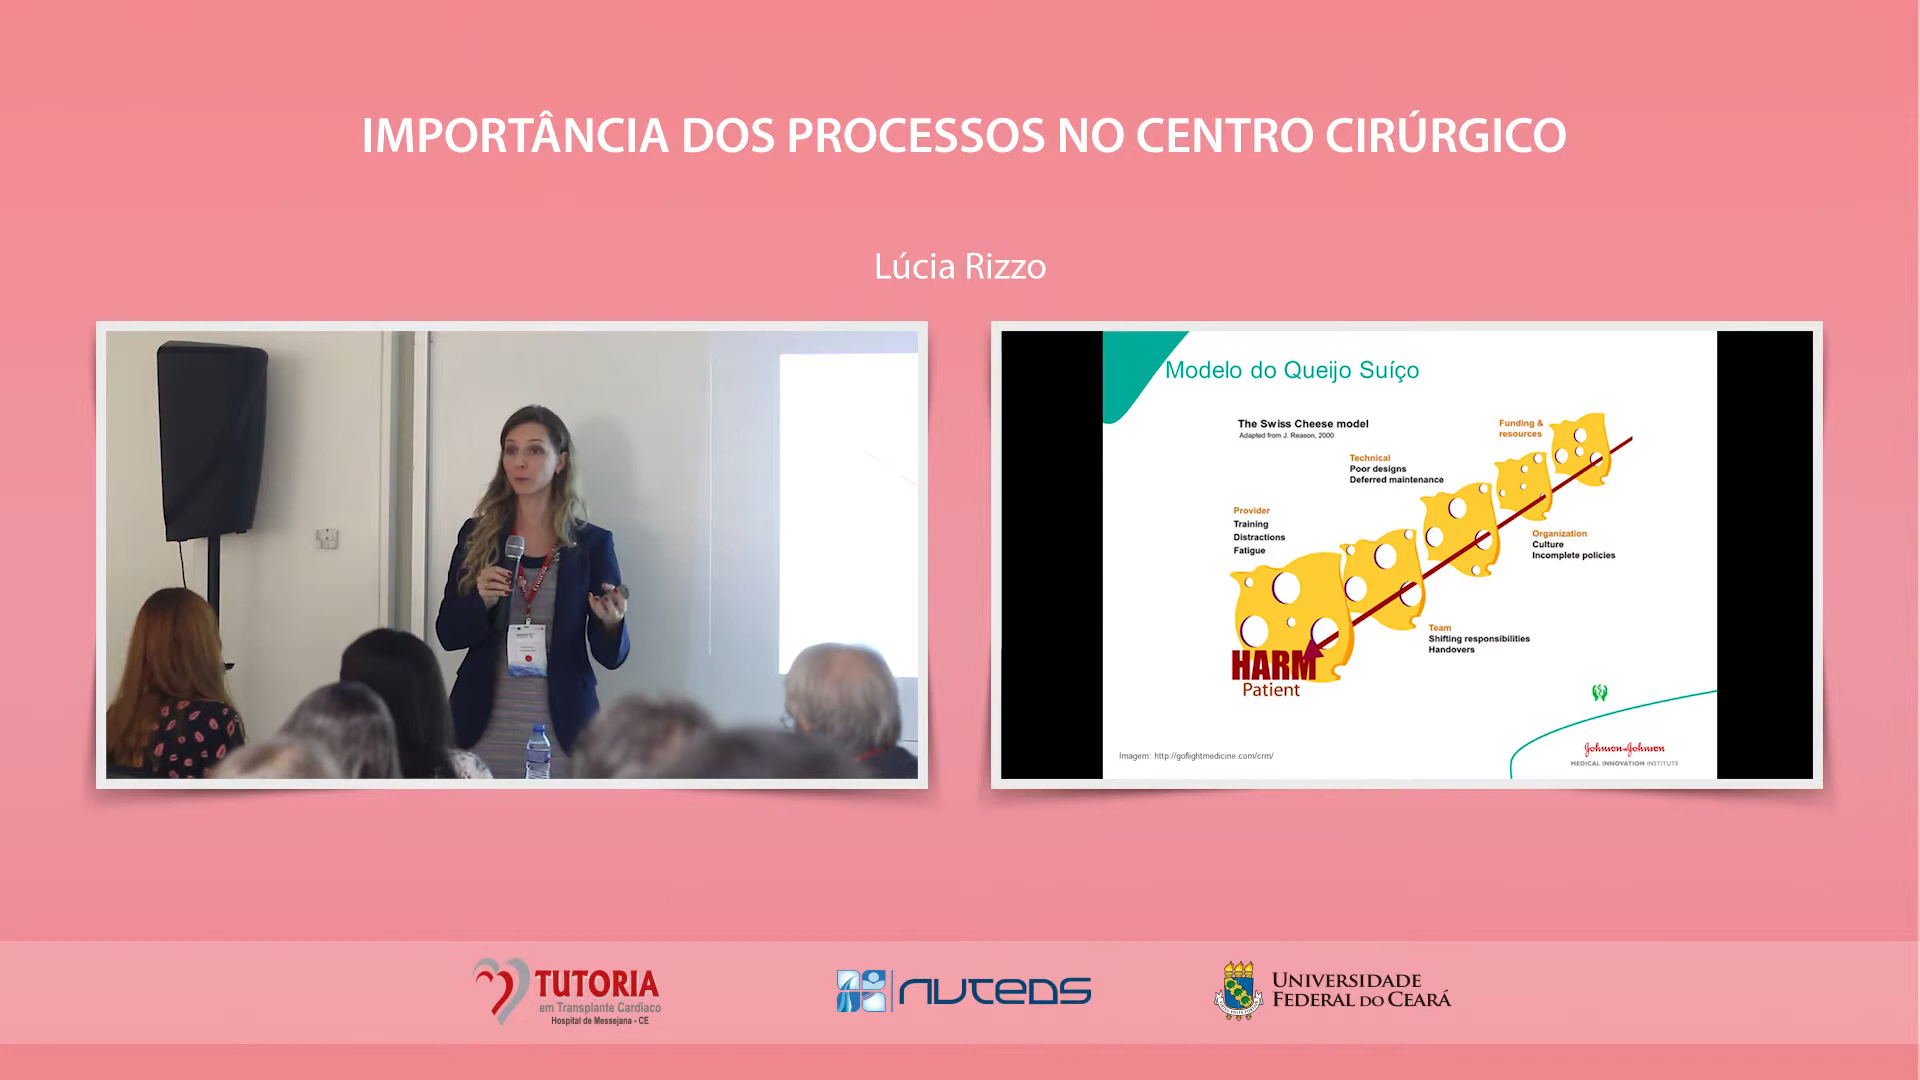 IMPORTÂNCIA DOS PROCESSOS NO CENTRO CIRÚRGICO
Lúcia Rizzo
Modelo do Queijo Suíço
The Swiss Cheese model
Adapted from J. Reason, 2000
Funding &
resources
Technical
Poor designs
Deferred maintenance
Provider
Training
Distractions
Fatigue
Organization
Culture
Incomplete policies
Team
Shifting responsibilities
Handovers
HARM
Patient
Imagem: http://goflightmedicine.com/crm/
Johnson & Johnson
MEDICAL INNOVATION INSTITUTE
TUTORIA
em Transplante Cardíaco
Hospital de Messejana - CE
NUTEDS
UNIVERSIDADE
FEDERAL DO CEARÁ